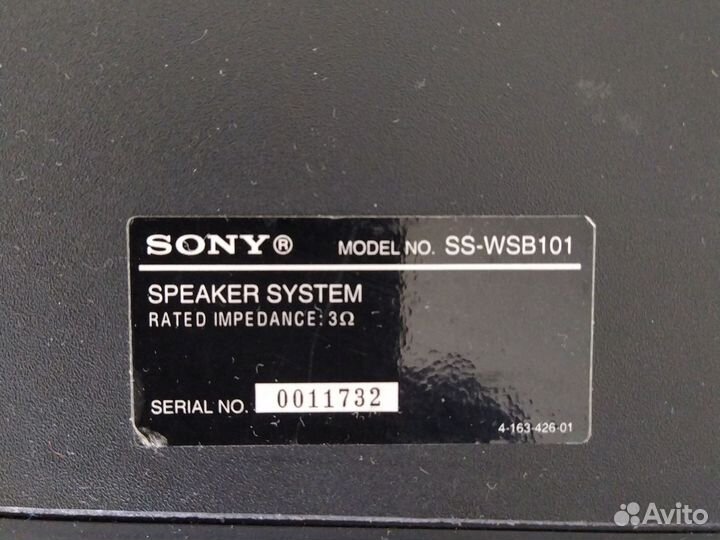 SONY® MODEL NO. SS-WSB101
SPEAKER SYSTEM
RATED IMPEDANCE: 3Ω
SERIAL NO. 0011732
4-163-426-01
Avito